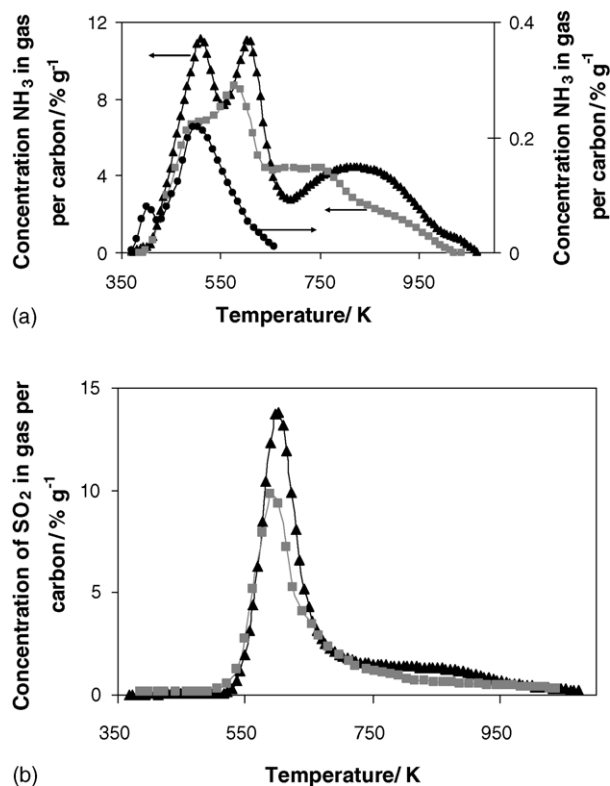 Concentration NH3 in gas
per carbon/% g-1
12
8
4
0
350
550
750
950
0.4
0.2
0
Concentration NH3 in gas
per carbon/% g-1
Temperature/ K
(a)
Concentration of SO2 in gas per
carbon/% g-1
15
10
5
0
350
550
750
950
Temperature/ K
(b)